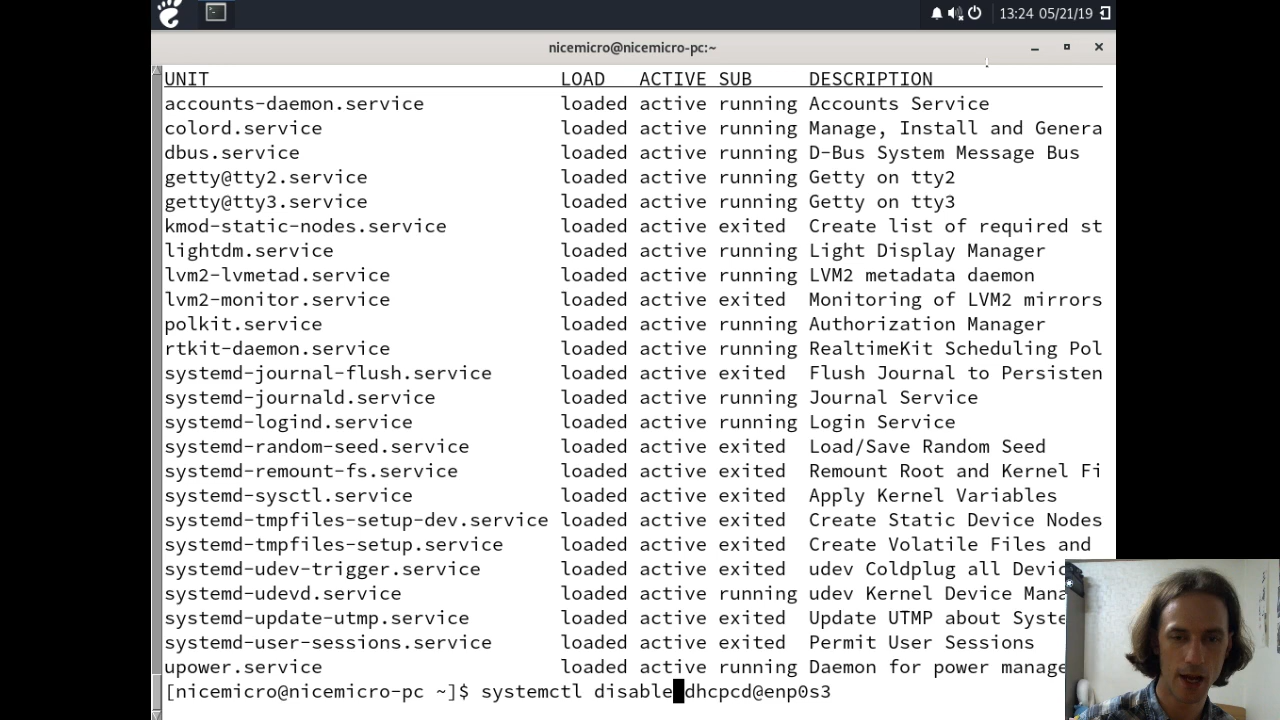 13:24 05/21/19
nicemicro@nicemicro-pc:~
UNIT LOAD ACTIVE SUB DESCRIPTION
accounts-daemon.service loaded active running Accounts Service
colord.service loaded active running Manage, Install and Genera
dbus.service loaded active running D-Bus System Message Bus
getty@tty2.service loaded active running Getty on tty2
getty@tty3.service loaded active running Getty on tty3
kmod-static-nodes.service loaded active exited Create list of required st
lightdm.service loaded active running Light Display Manager
lvm2-lvmetad.service loaded active running LVM2 metadata daemon
lvm2-monitor.service loaded active exited Monitoring of LVM2 mirrors
polkit.service loaded active running Authorization Manager
rtkit-daemon.service loaded active running RealtimeKit Scheduling Pol
systemd-journal-flush.service loaded active exited Flush Journal to Persisten
systemd-journald.service loaded active running Journal Service
systemd-logind.service loaded active running Login Service
systemd-random-seed.service loaded active exited Load/Save Random Seed
systemd-remount-fs.service loaded active exited Remount Root and Kernel Fi
systemd-sysctl.service loaded active exited Apply Kernel Variables
systemd-tmpfiles-setup-dev.service loaded active exited Create Static Device Nodes
systemd-tmpfiles-setup.service loaded active exited Create Volatile Files and
systemd-udev-trigger.service loaded active exited udev Coldplug all Devic
systemd-udevd.service loaded active running udev Kernel Device Mana
systemd-update-utmp.service loaded active exited Update UTMP about Syste
systemd-user-sessions.service loaded active exited Permit User Sessions
upower.service loaded active running Daemon for power manage
[nicemicro@nicemicro-pc ~]$ systemctl disable dhcpcd@enp0s3